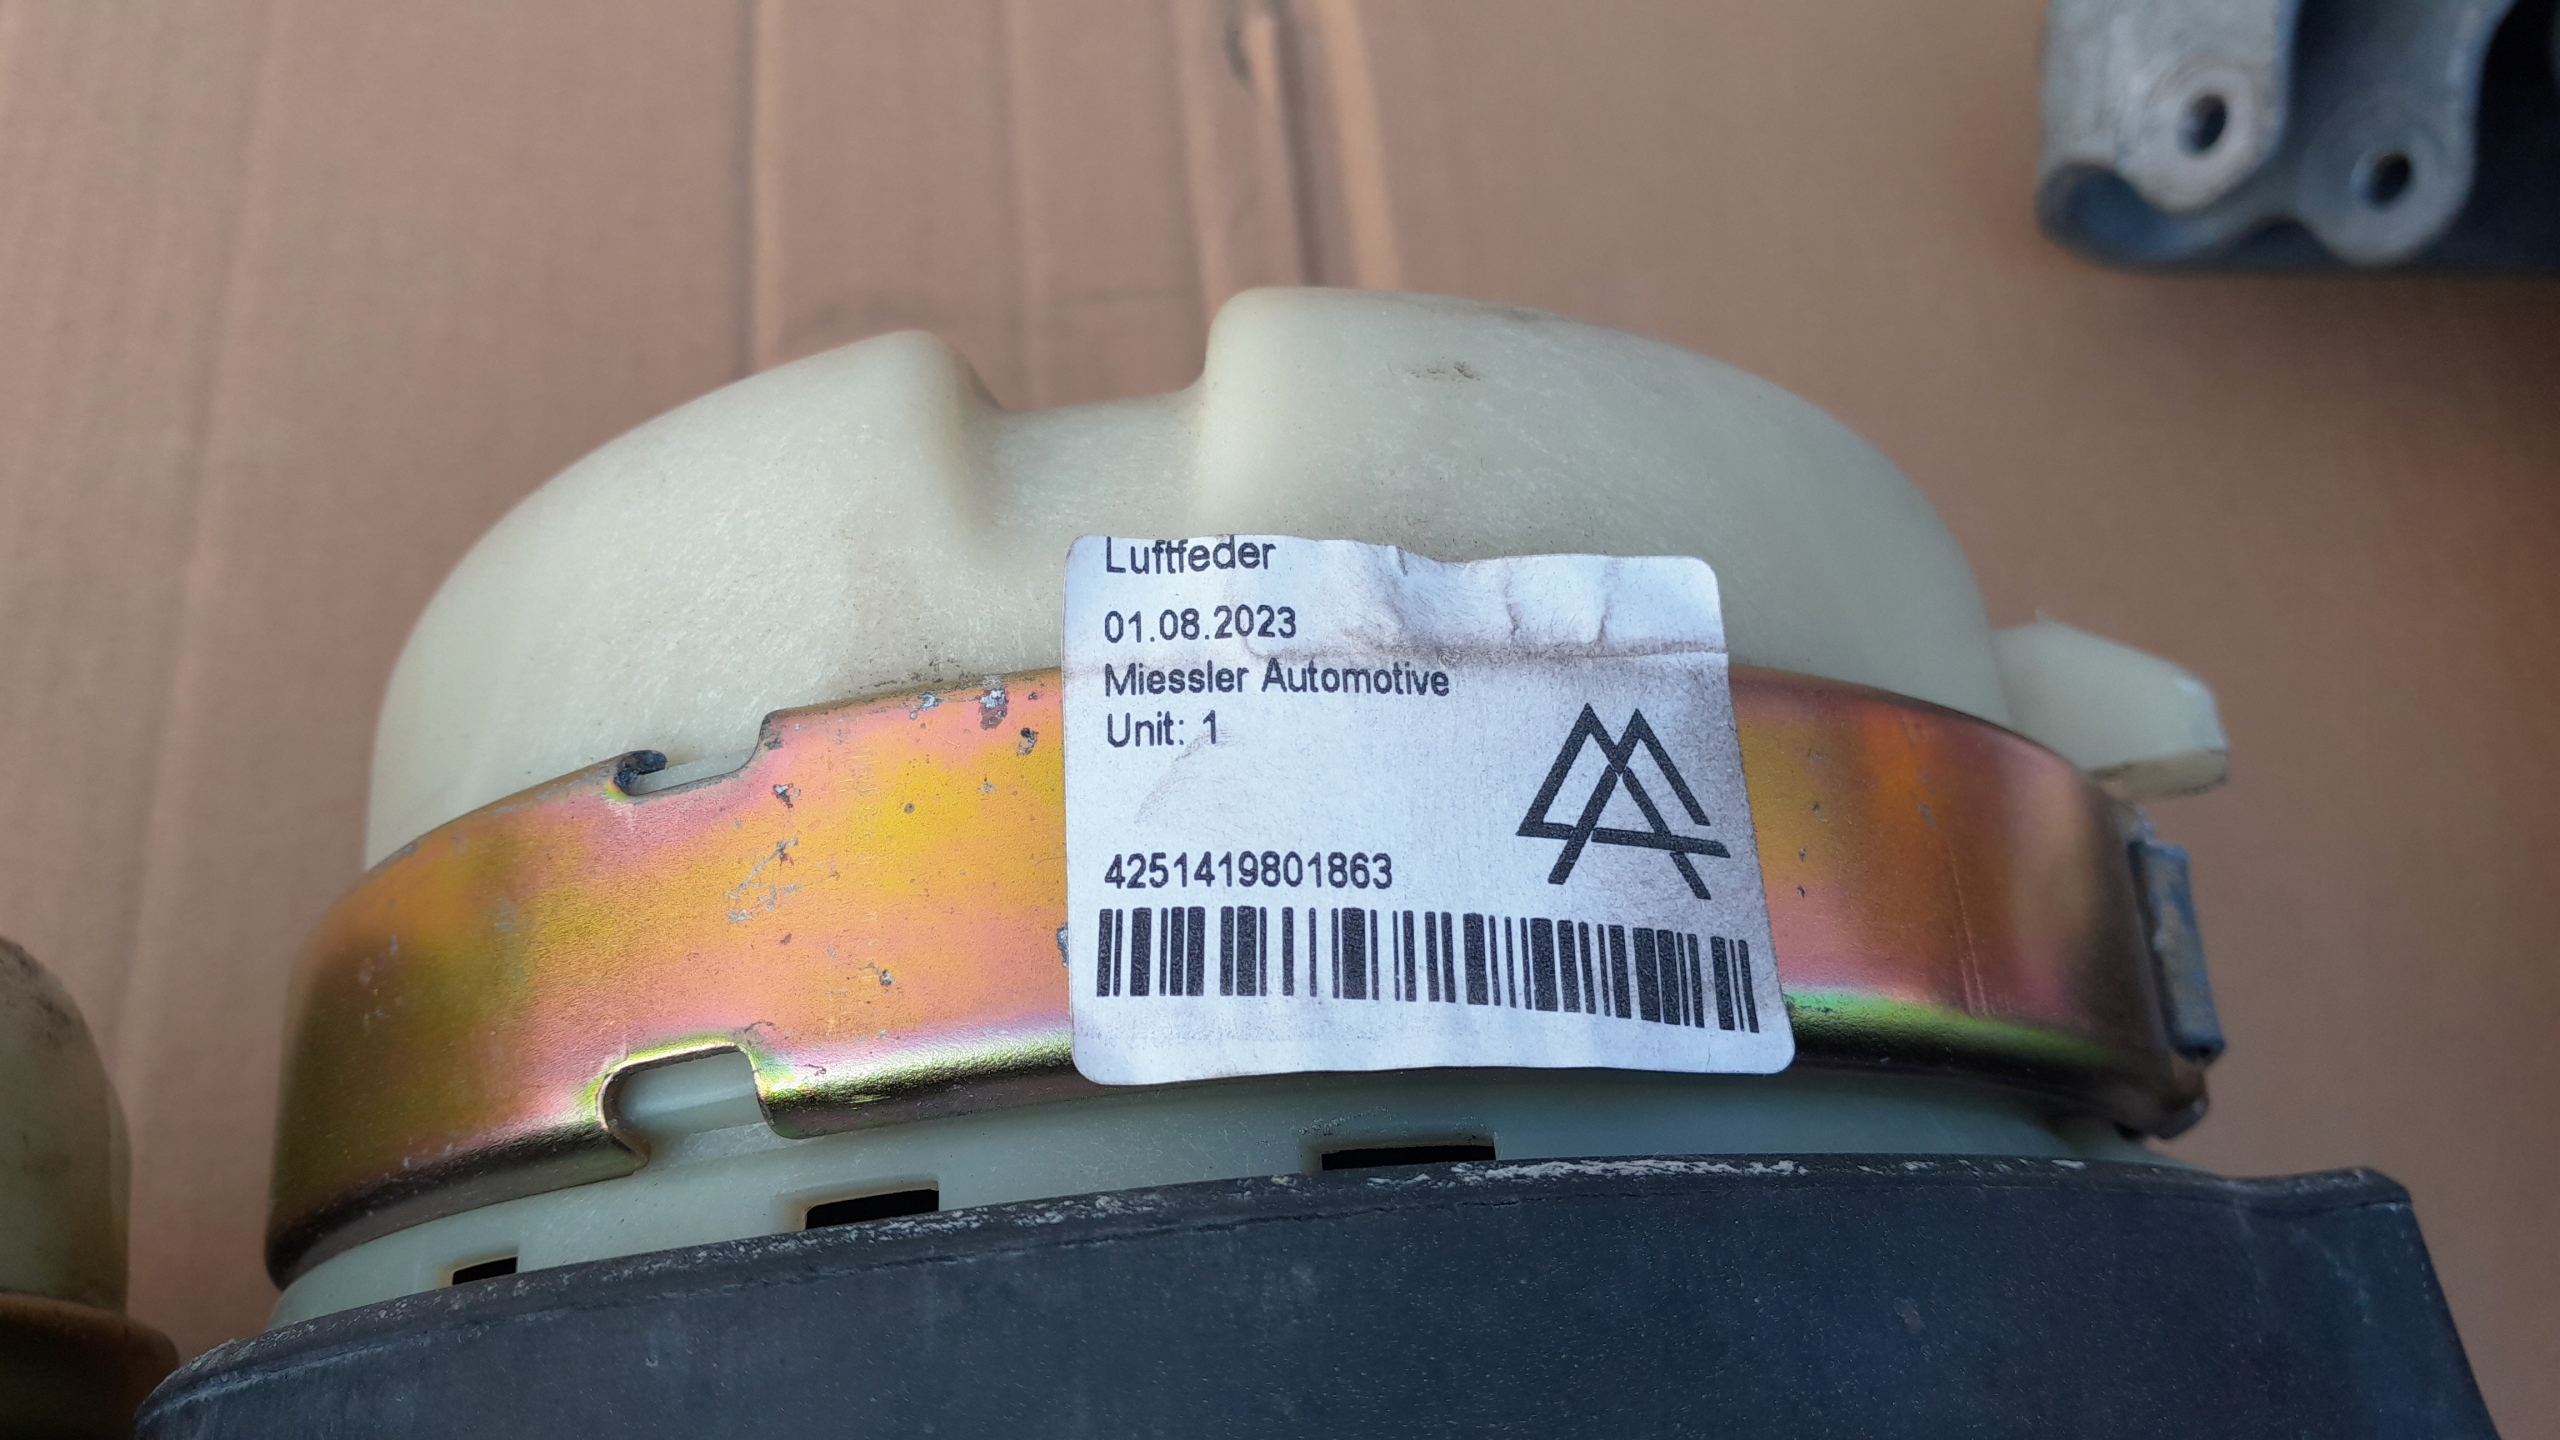 Luftfeder
01.08.2023
Miessler Automotive
Unit: 1
4251419801863